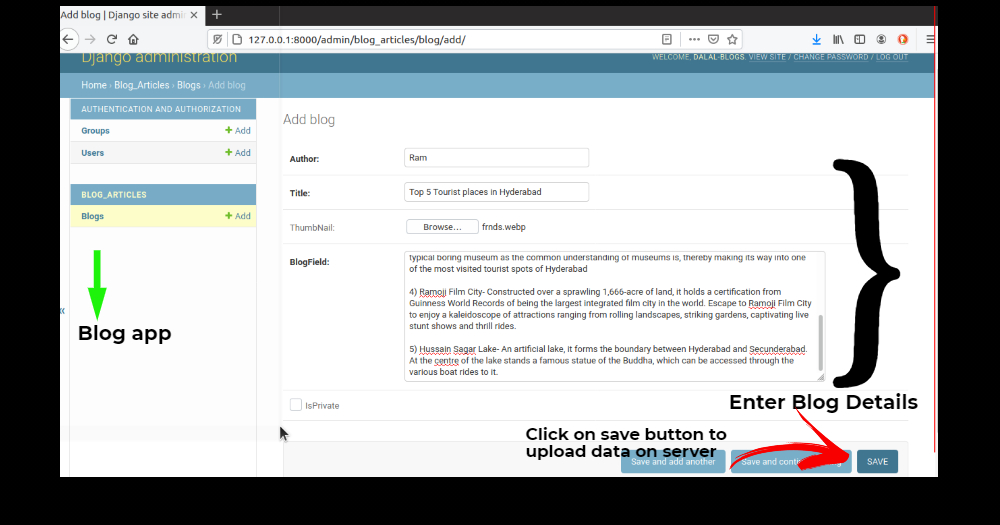 Add blog | Django site admi
127.0.0.1:8000/admin/blog_articles/blog/add/
Django administration
WELCOME, DALAL-BLOGS. VIEW SITE / CHANGE PASSWORD / LOG OUT
Home › Blog_Articles › Blogs › Add blog
AUTHENTICATION AND AUTHORIZATION
Groups + Add
Users + Add
BLOG_ARTICLES
Blogs + Add
Blog app
Add blog
Author: Ram
Title: Top 5 Tourist places in Hyderabad
ThumbNail: Browse... frnds.webp
BlogField:
typical boring museum as the common understanding of museums is, thereby making its way into one
of the most visited tourist spots of Hyderabad
4) Ramoji Film City- Constructed over a sprawling 1,666-acre of land, it holds a certification from
Guinness World Records of being the largest integrated film city in the world. Escape to Ramoji Film City
to enjoy a kaleidoscope of attractions ranging from rolling landscapes, striking gardens, captivating live
stunt shows and thrill rides.
5) Hussain Sagar Lake- An artificial lake, it forms the boundary between Hyderabad and Secunderabad.
At the centre of the lake stands a famous statue of the Buddha, which can be accessed through the
various boat rides to it.
IsPrivate
}
Enter Blog Details
Click on save button to
upload data on server
Save and add another
Save and
SAVE